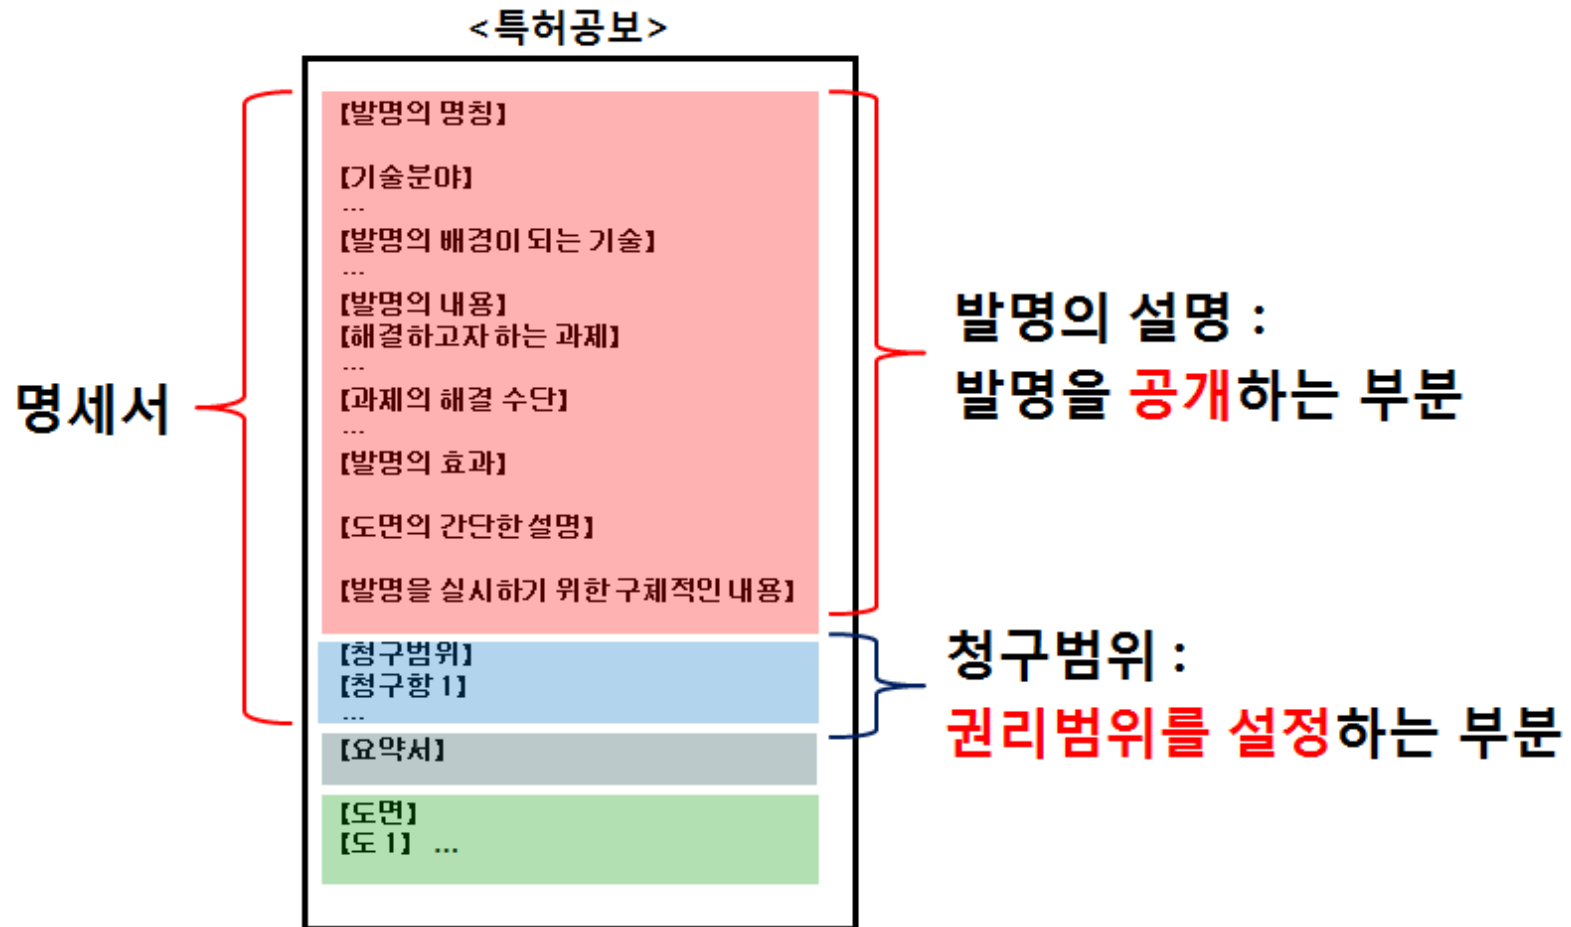 <특허공보>
【발명의 명칭】
【기술분야】
...
【발명의 배경이 되는 기술】
...
【발명의 내용】
【해결하고자 하는 과제】
...
【과제의 해결 수단】
...
【발명의 효과】
【도면의 간단한 설명】
【발명을 실시하기 위한 구체적인 내용】
【청구범위】
【청구항 1】
...
【요약서】
【도면】
【도 1】 ...
명세서
발명의 설명 :
발명을 공개하는 부분
청구범위 :
권리범위를 설정하는 부분